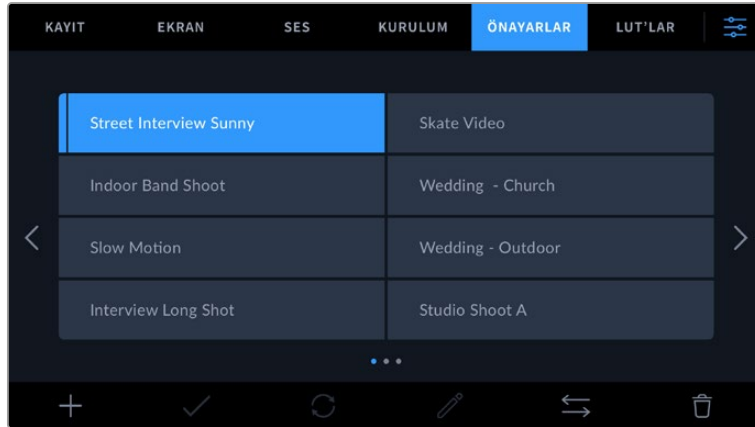 KAYIT EKRAN SES KURULUM ÖNAYARLAR LUT'LAR
Street Interview Sunny Skate Video
Indoor Band Shoot Wedding - Church
Slow Motion Wedding - Outdoor
Interview Long Shot Studio Shoot A